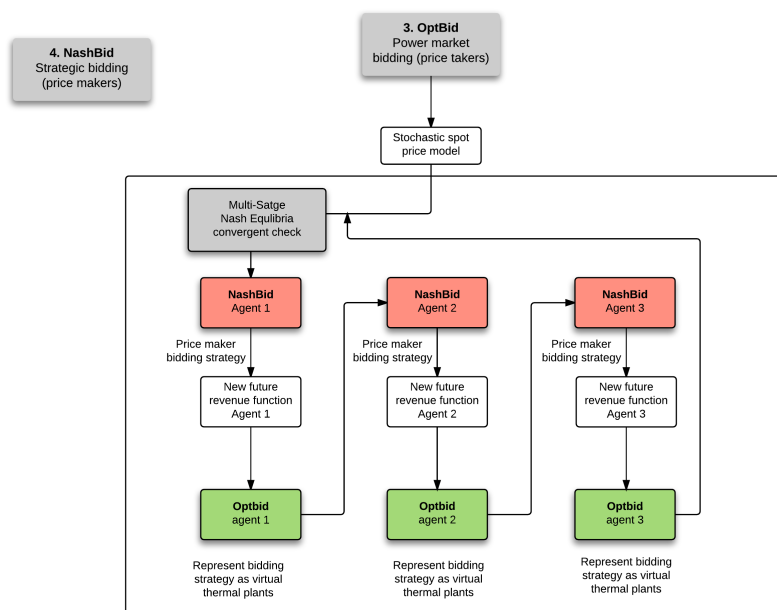 4. NashBid
Strategic bidding
(price makers)
3. OptBid
Power market
bidding (price takers)
Stochastic spot
price model
Multi-Satge
Nash Equlibria
convergent check
NashBid
Agent 1
NashBid
Agent 2
NashBid
Agent 3
Price maker
bidding strategy
Price maker
bidding strategy
Price maker
bidding strategy
New future
revenue function
Agent 1
New future
revenue function
Agent 2
New future
revenue function
Agent 3
Optbid
agent 1
Optbid
agent 2
Optbid
agent 3
Represent bidding
strategy as virtual
thermal plants
Represent bidding
strategy as virtual
thermal plants
Represent bidding
strategy as virtual
thermal plants